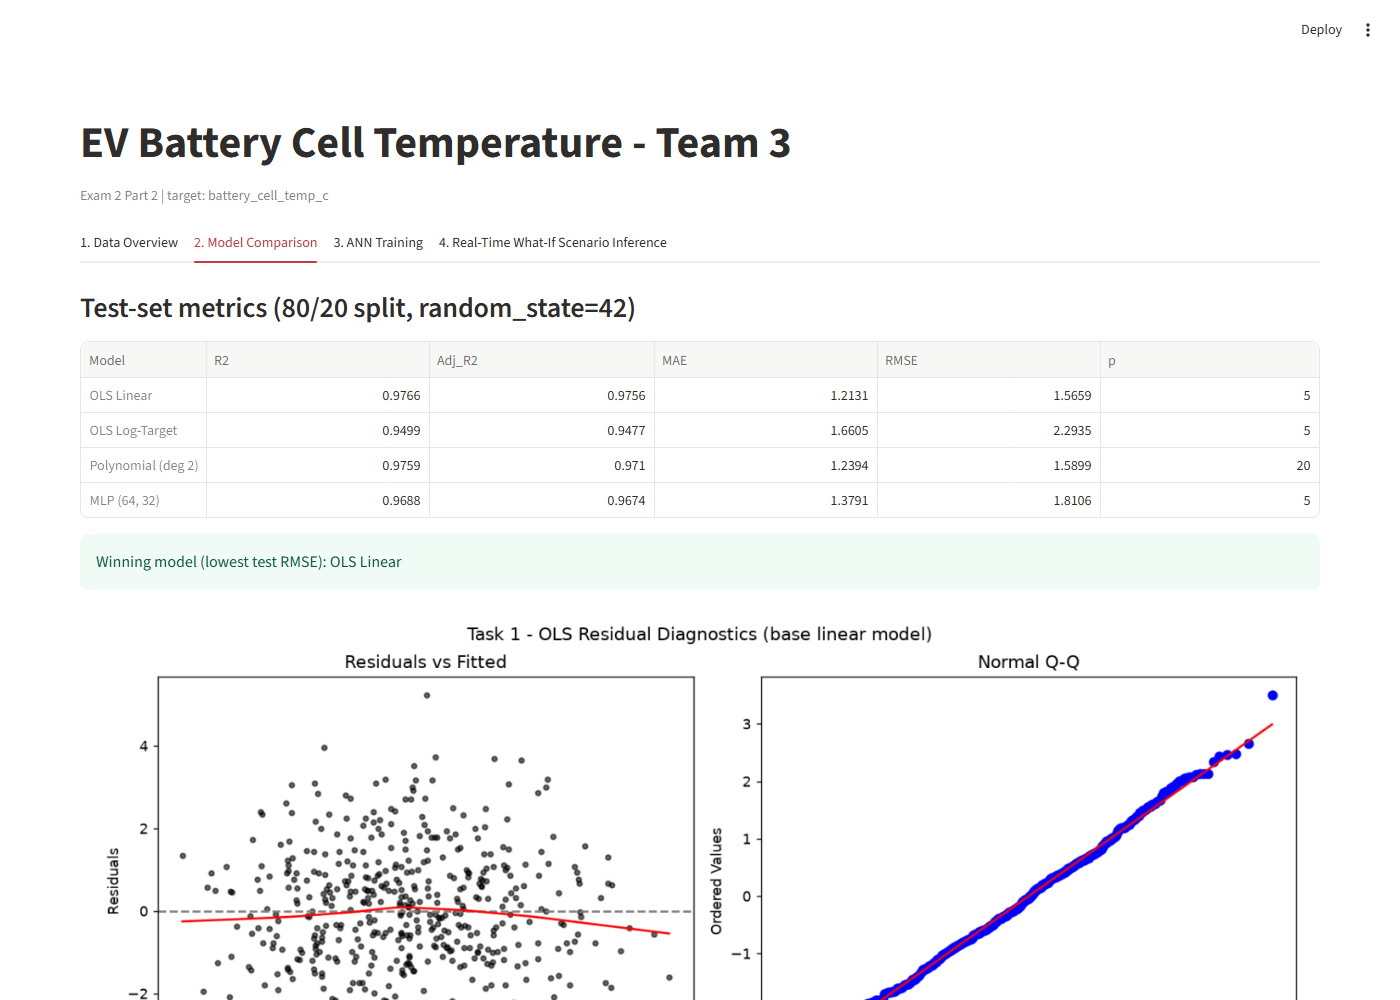 Deploy
EV Battery Cell Temperature - Team 3
Exam 2 Part 2 | target: battery_cell_temp_c
1. Data Overview 2. Model Comparison 3. ANN Training 4. Real-Time What-If Scenario Inference
Test-set metrics (80/20 split, random_state=42)
Model R2 Adj_R2 MAE RMSE p
OLS Linear 0.9766 0.9756 1.2131 1.5659 5
OLS Log-Target 0.9499 0.9477 1.6605 2.2935 5
Polynomial (deg 2) 0.9759 0.971 1.2394 1.5899 20
MLP (64, 32) 0.9688 0.9674 1.3791 1.8106 5
Winning model (lowest test RMSE): OLS Linear
Task 1 - OLS Residual Diagnostics (base linear model)
Residuals vs Fitted
Residuals
4
2
0
−2
Normal Q-Q
Ordered Values
3
2
1
0
−1